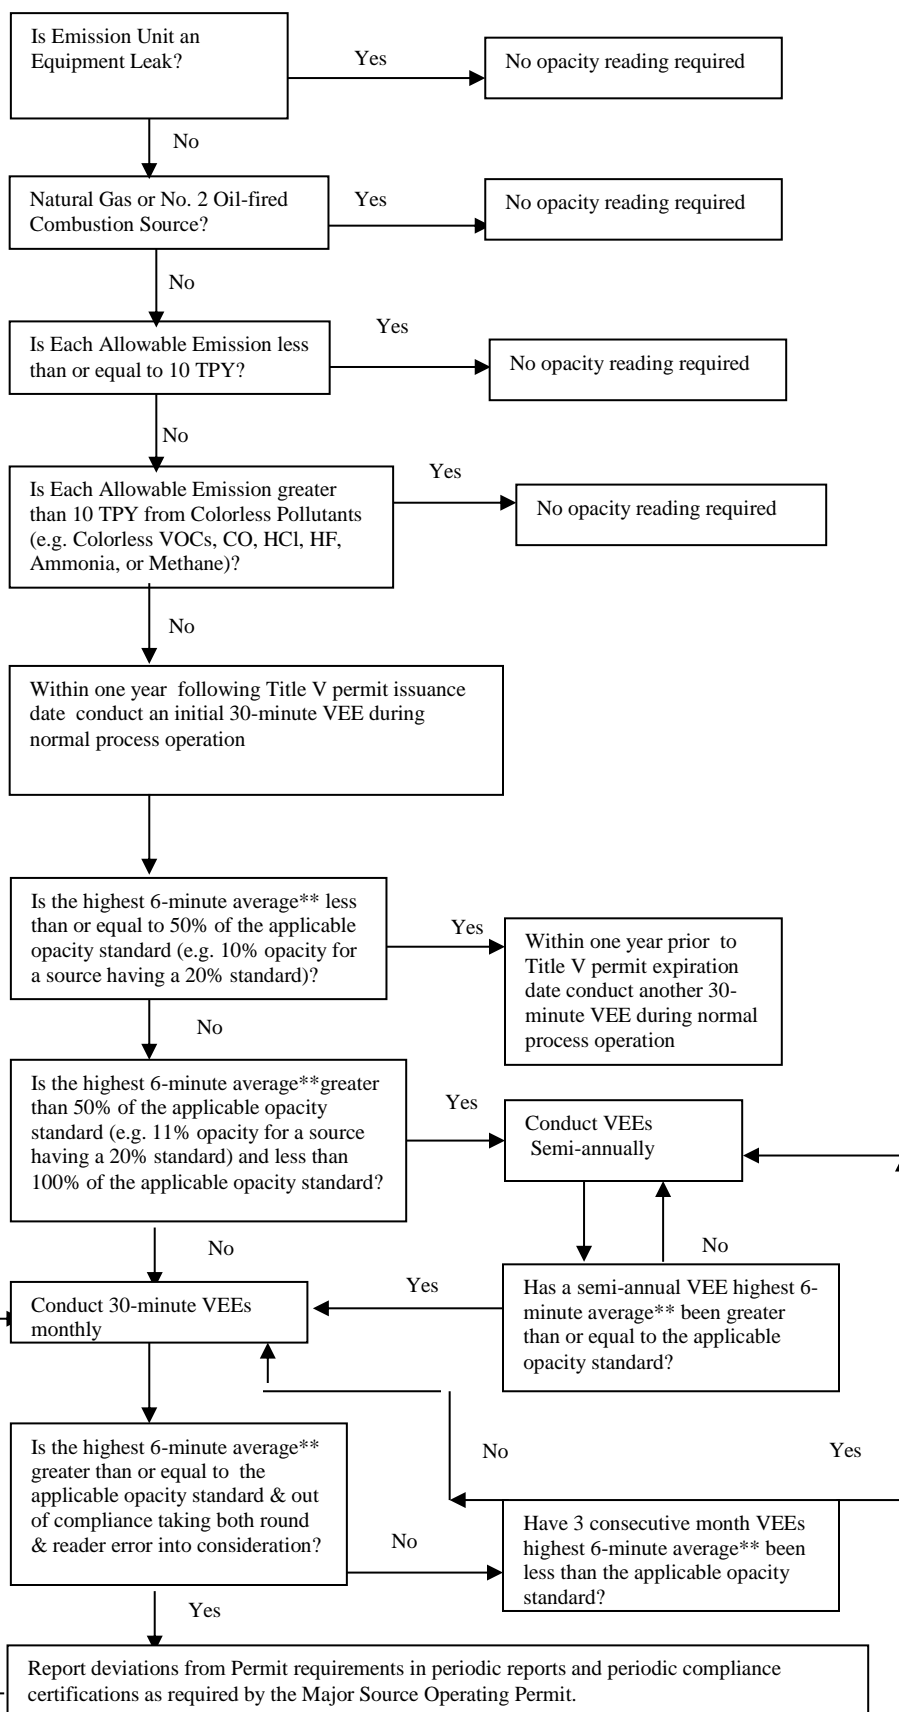 Is Emission Unit an
Equipment Leak?
Yes
No opacity reading required
No
Natural Gas or No. 2 Oil-fired
Combustion Source?
Yes
No opacity reading required
No
Is Each Allowable Emission less
than or equal to 10 TPY?
Yes
No opacity reading required
No
Is Each Allowable Emission greater
than 10 TPY from Colorless Pollutants
(e.g. Colorless VOCs, CO, HCl, HF,
Ammonia, or Methane)?
Yes
No opacity reading required
No
Within one year following Title V permit issuance
date conduct an initial 30-minute VEE during
normal process operation
Is the highest 6-minute average** less
than or equal to 50% of the applicable
opacity standard (e.g. 10% opacity for
a source having a 20% standard)?
Yes
Within one year prior to
Title V permit expiration
date conduct another 30-
minute VEE during normal
process operation
No
Is the highest 6-minute average**greater
than 50% of the applicable opacity
standard (e.g. 11% opacity for a source
having a 20% standard) and less than
100% of the applicable opacity standard?
Yes
Conduct VEEs
Semi-annually
No
No
Has a semi-annual VEE highest 6-
minute average** been greater
than or equal to the applicable
opacity standard?
Yes
Conduct 30-minute VEEs
monthly
Is the highest 6-minute average**
greater than or equal to the
applicable opacity standard & out
of compliance taking both round
& reader error into consideration?
No
No
Yes
Have 3 consecutive month VEEs
highest 6-minute average** been
less than the applicable opacity
standard?
Yes
Report deviations from Permit requirements in periodic reports and periodic compliance
certifications as required by the Major Source Operating Permit.